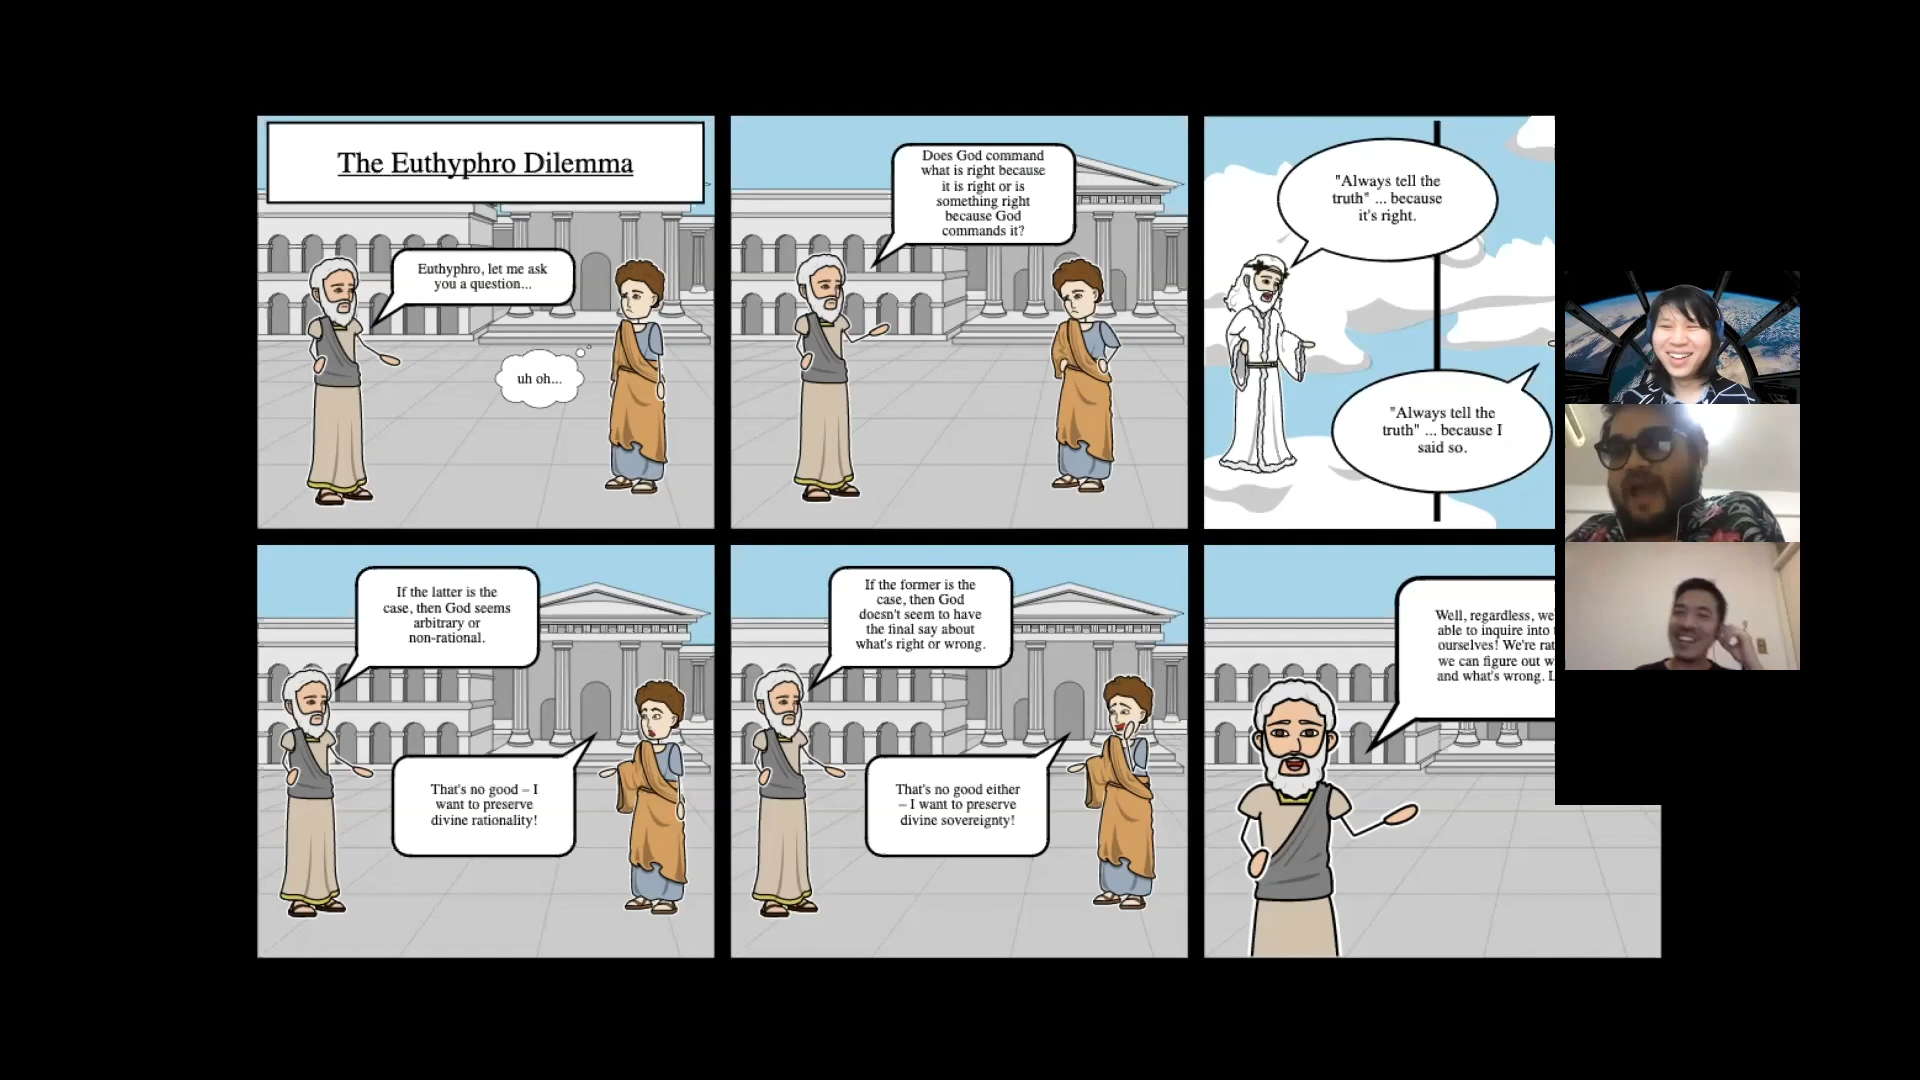 The Euthyphro Dilemma
Euthyphro, let me ask
you a question...
uh oh...
Does God command
what is right because
it is right or is
something right
because God
commands it?
"Always tell the
truth" ... because
it's right.
"Always tell the
truth" ... because I
said so.
If the latter is the
case, then God seems
arbitrary or
non-rational.
That's no good – I
want to preserve
divine rationality!
If the former is the
case, then God
doesn't seem to have
the final say about
what's right or wrong.
That's no good either
– I want to preserve
divine sovereignty!
Well, regardless, we
able to inquire into
ourselves! We're
we can figure out
and what's wrong.